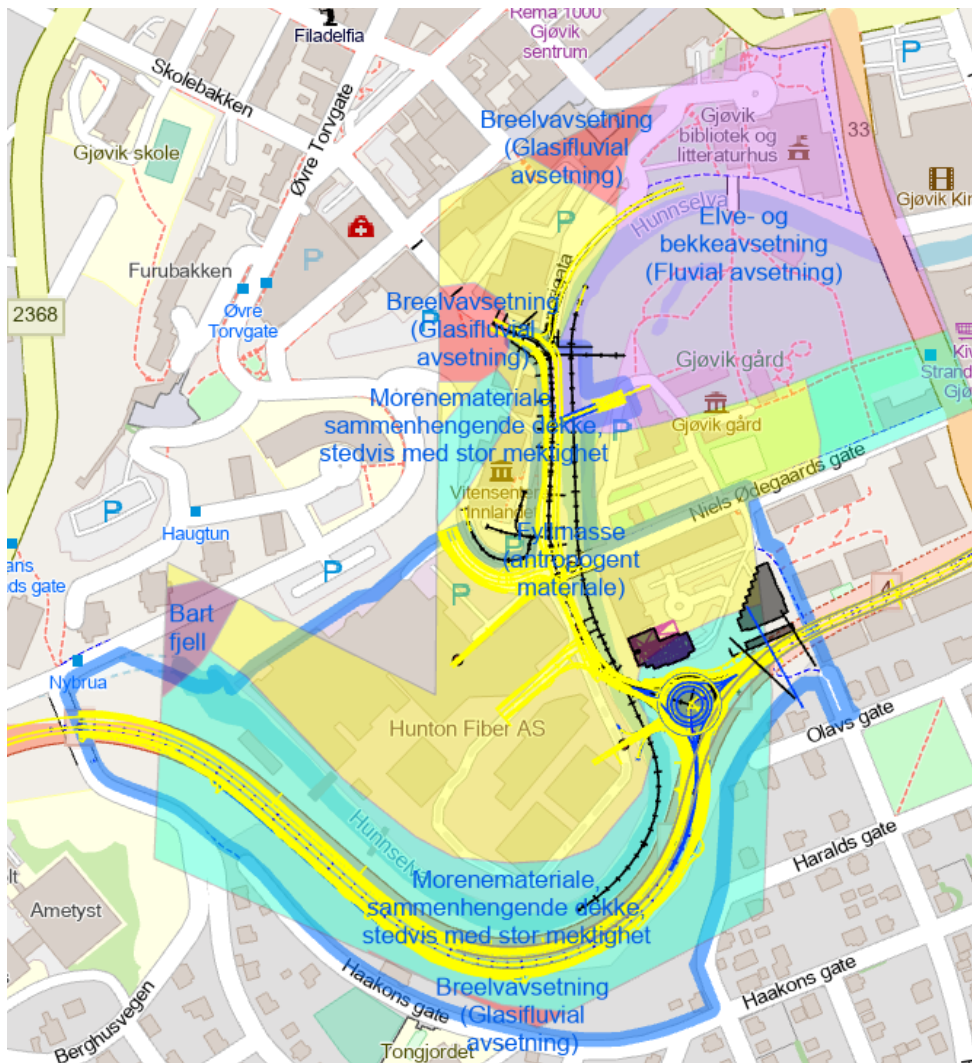 Filadelfia
Rema 1000
Gjøvik
sentrum
P
Skolebakken
Gjøvik skole
Øvre Torvgate
Breelvavsetning
(Glasifluvial
avsetning)
Gjøvik
bibliotek og
litteraturhus
33
Gjøvik Kin
Hunnselva
Elve- og
bekkeavsetning
(Fluvial avsetning)
P
P
Furubakken
Øvre
Torvgate
2368
Breelvavsetning
(Glasifluvial
avsetning)
P
Gjøvik gård
Strand
Morenemateriale,
sammenhengende dekke,
stedvis med stor mektighet
Gjøvik gård
P
Vitensenter
Innlandet
Niels Ødegaards gate
P
Haugtun
Fyllmasse
(antropogent
materiale)
P
ds gate
P
P
4
Bart
fjell
Nybrua
Hunton Fiber AS
Olavs gate
Hunnselva
Haralds gate
Morenemateriale,
sammenhengende dekke,
stedvis med stor mektighet
Ametyst
Haakons gate
Haakons gate
Breelvavsetning
(Glasifluvial
avsetning)
Berghusvegen
Tongjordet